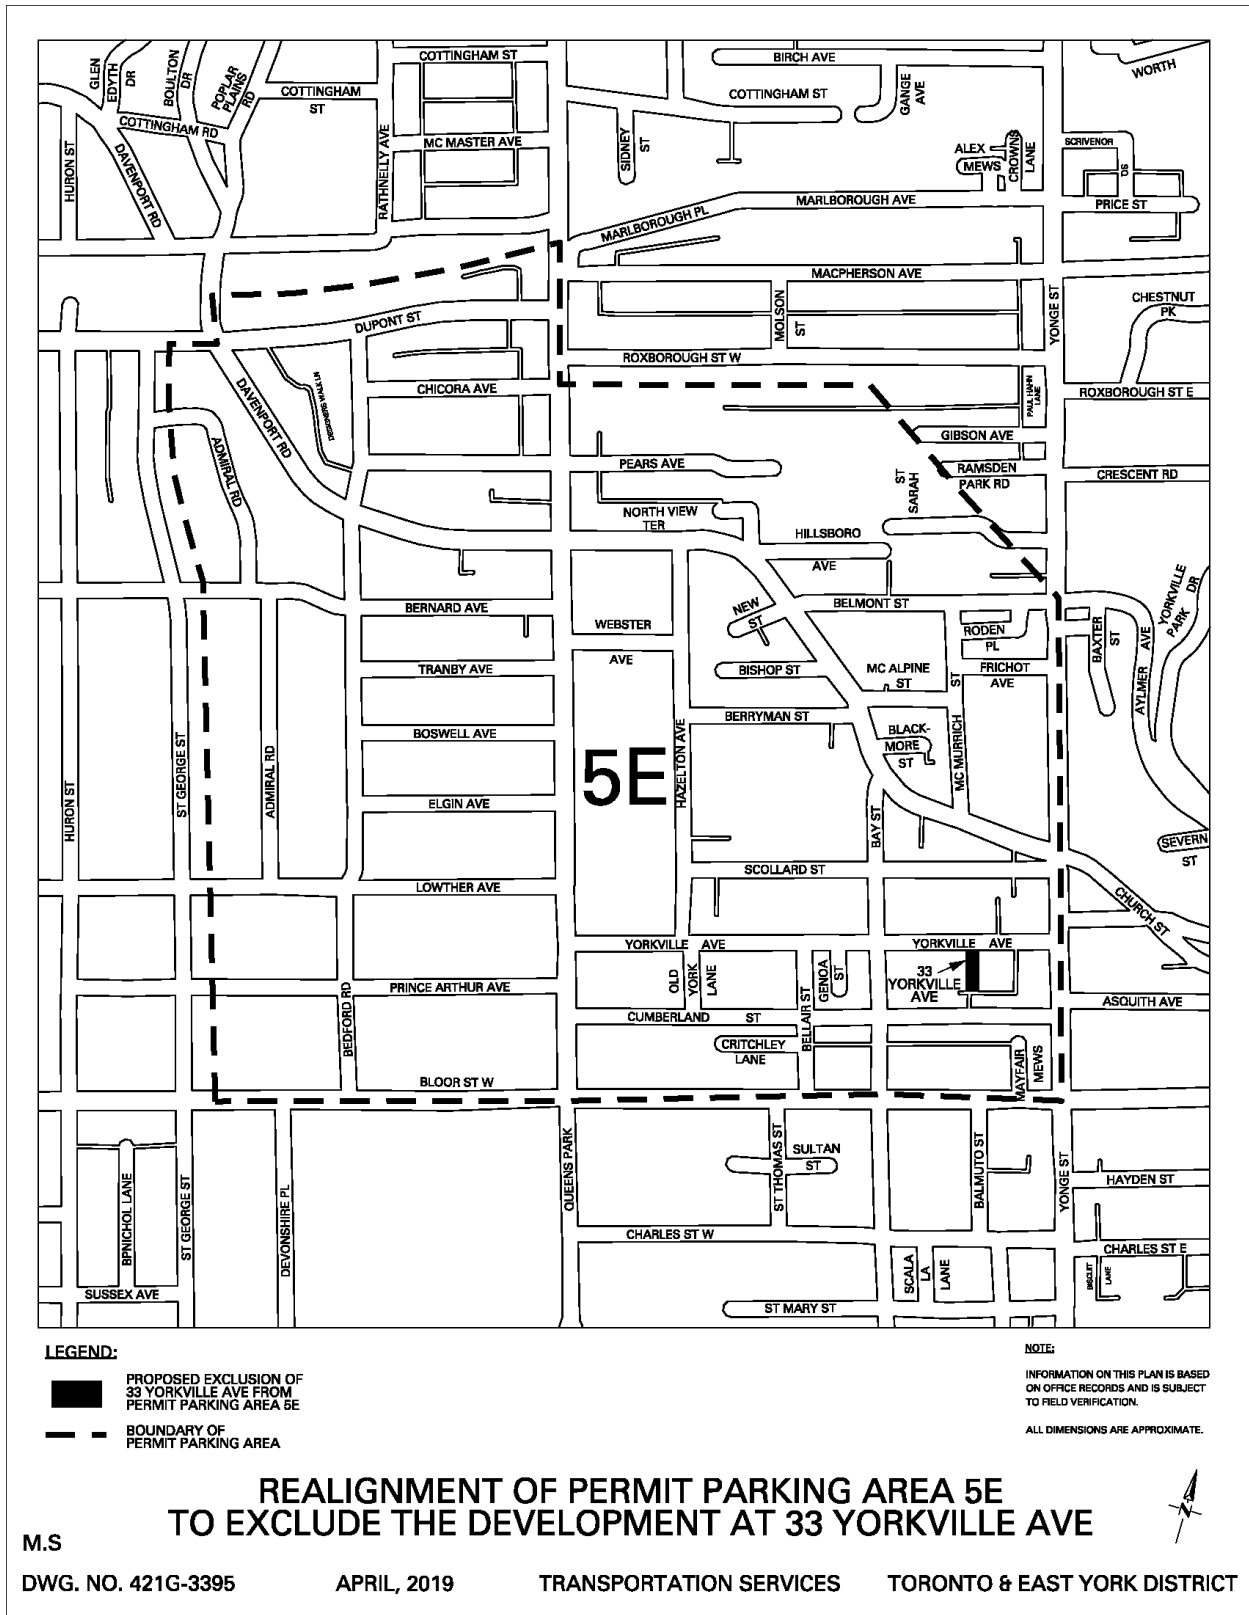 GLEN
EDYTH
DR
BOULTON
DR
POPLAR
PLAINS
RD
COTTINGHAM
ST
COTTINGHAM ST
BIRCH AVE
WORTH
COTTINGHAM ST
GANGE
AVE
COTTINGHAM RD
HURON ST
DAVENPORT RD
RATHNELLY AVE
MC MASTER AVE
SIDNEY
ST
ALEX
MEWS
CROWNS
LANE
SCRIVENOR
SQ
PRICE ST
MARLBOROUGH AVE
MARLBOROUGH PL
MACPHERSON AVE
YONGE ST
CHESTNUT
PK
MOLSON
ST
DUPONT ST
ROXBOROUGH ST W
CHICORA AVE
DAVENPORT RD
DESIGNERS WALK LN
PAUL HAHN
LANE
ROXBOROUGH ST E
GIBSON AVE
ADMIRAL RD
PEARS AVE
SARAH
ST
RAMSDEN
PARK RD
CRESCENT RD
NORTH VIEW
TER
HILLSBORO
AVE
BERNARD AVE
NEW
ST
BELMONT ST
YORKVILLE
PARK DR
WEBSTER
AVE
RODEN
PL
BAXTER
ST
AYLMER AVE
TRANBY AVE
BISHOP ST
MC ALPINE
ST
FRICHOT
AVE
BERRYMAN ST
BOSWELL AVE
BLACK-
MORE
ST
MC MURRICH
ST
HURON ST
ST GEORGE ST
ADMIRAL RD
5E
HAZELTON AVE
ELGIN AVE
BAY ST
SEVERN
ST
SCOLLARD ST
LOWTHER AVE
CHURCH ST
YORKVILLE AVE
YORKVILLE AVE
OLD
YORK
LANE
GENOA
ST
33
YORKVILLE
AVE
PRINCE ARTHUR AVE
BEDFORD RD
ASQUITH AVE
CUMBERLAND ST
BELLAIR ST
CRITCHLEY
LANE
MAYFAIR
MEWS
BLOOR ST W
QUEENS PARK
ST THOMAS ST
SULTAN
ST
BALMUTO ST
YONGE ST
HAYDEN ST
BPNICHOL LANE
ST GEORGE ST
DEVONSHIRE PL
CHARLES ST W
CHARLES ST E
SCALA
LA
LANE
BISCUIT
LANE
SUSSEX AVE
ST MARY ST
LEGEND:
PROPOSED EXCLUSION OF
33 YORKVILLE AVE FROM
PERMIT PARKING AREA 5E
BOUNDARY OF
PERMIT PARKING AREA
NOTE:
INFORMATION ON THIS PLAN IS BASED
ON OFFICE RECORDS AND IS SUBJECT
TO FIELD VERIFICATION.
ALL DIMENSIONS ARE APPROXIMATE.
REALIGNMENT OF PERMIT PARKING AREA 5E
TO EXCLUDE THE DEVELOPMENT AT 33 YORKVILLE AVE
N
M.S
DWG. NO. 421G-3395 APRIL, 2019 TRANSPORTATION SERVICES TORONTO & EAST YORK DISTRICT